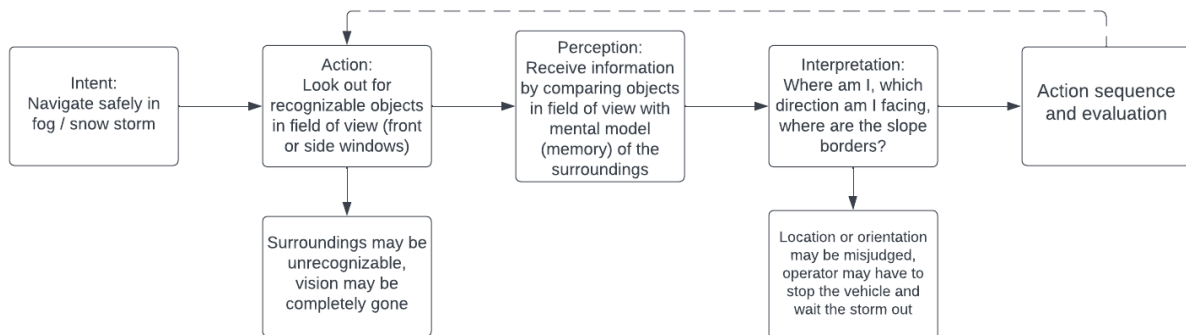 Intent:
Navigate safely in
fog / snow storm
Action:
Look out for
recognizable objects
in field of view (front
or side windows)
Perception:
Receive information
by comparing objects
in field of view with
mental model
(memory) of the
surroundings
Interpretation:
Where am I, which
direction am I facing,
where are the slope
borders?
Action sequence
and evaluation
Surroundings may be
unrecognizable,
vision may be
completely gone
Location or orientation
may be misjudged,
operator may have to
stop the vehicle and
wait the storm out